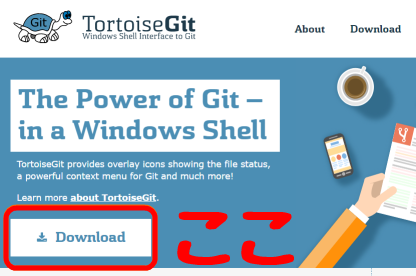 Git
TortoiseGit
Windows Shell Interface to Git
About
Download
The Power of Git –
in a Windows Shell
TortoiseGit provides overlay icons showing the file status,
a powerful context menu for Git and much more!
Learn more about TortoiseGit.
Download
ここ